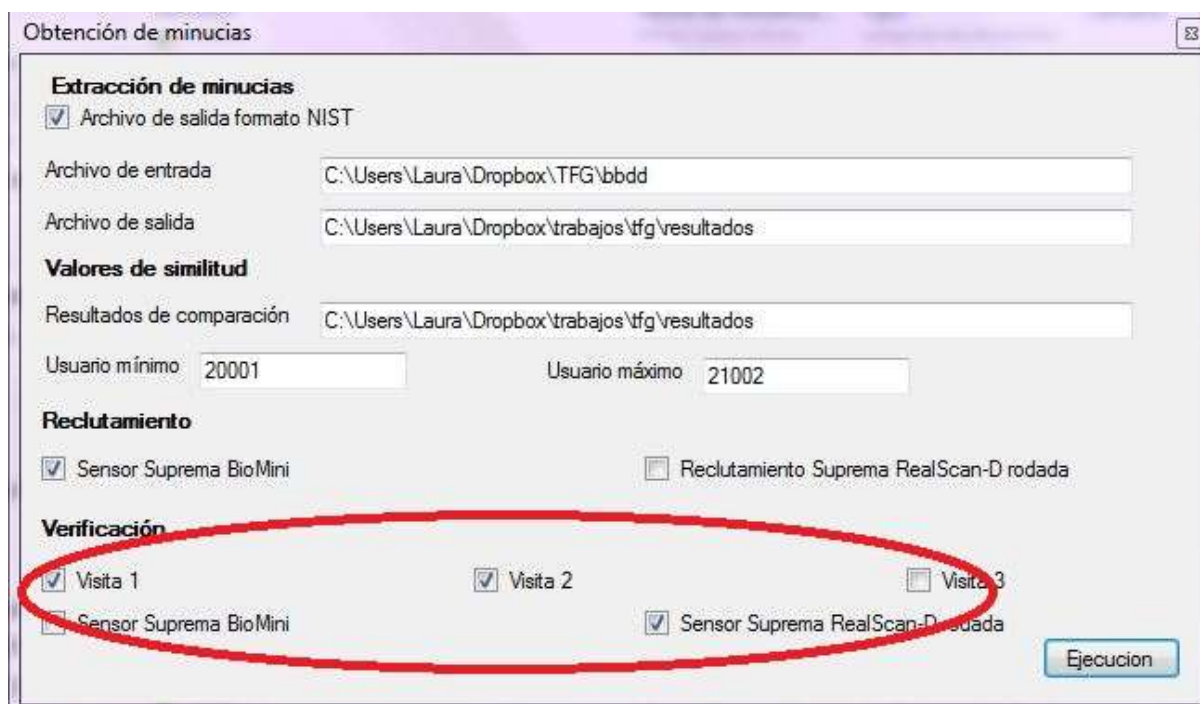 Obtención de minucias
Extracción de minucias
Archivo de salida formato NIST
Archivo de entrada C:\Users\Laura\Dropbox\TFG\bbdd
Archivo de salida C:\Users\Laura\Dropbox\trabajos\tfg\resultados
Valores de similitud
Resultados de comparación C:\Users\Laura\Dropbox\trabajos\tfg\resultados
Usuario mínimo 20001 Usuario máximo 21002
Reclutamiento
Sensor Suprema BioMini Reclutamiento Suprema RealScan-D rodada
Verificación
Visita 1 Visita 2 Visita 3
Sensor Suprema BioMini Sensor Suprema RealScan-D rodada
Ejecucion